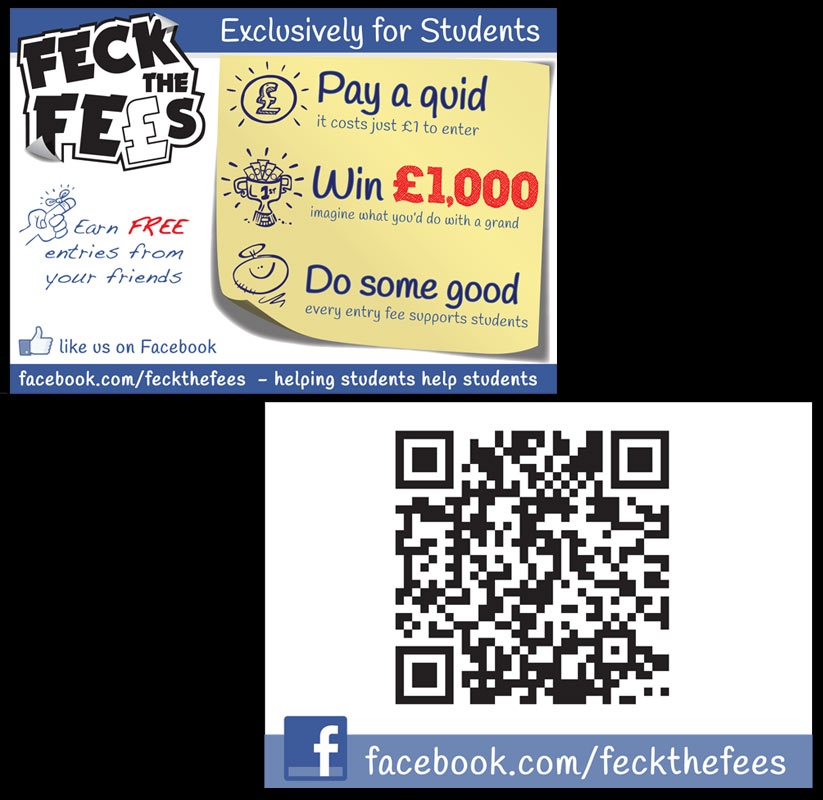 FECK
THE
FE£S
Exclusively for Students
£
Pay a quid
it costs just £1 to enter
1st
Win £1,000
imagine what you'd do with a grand
Earn FREE
entries from
your friends
Do some good
every entry fee supports students
like us on Facebook
facebook.com/feckthefees - helping students help students
f facebook.com/feckthefees